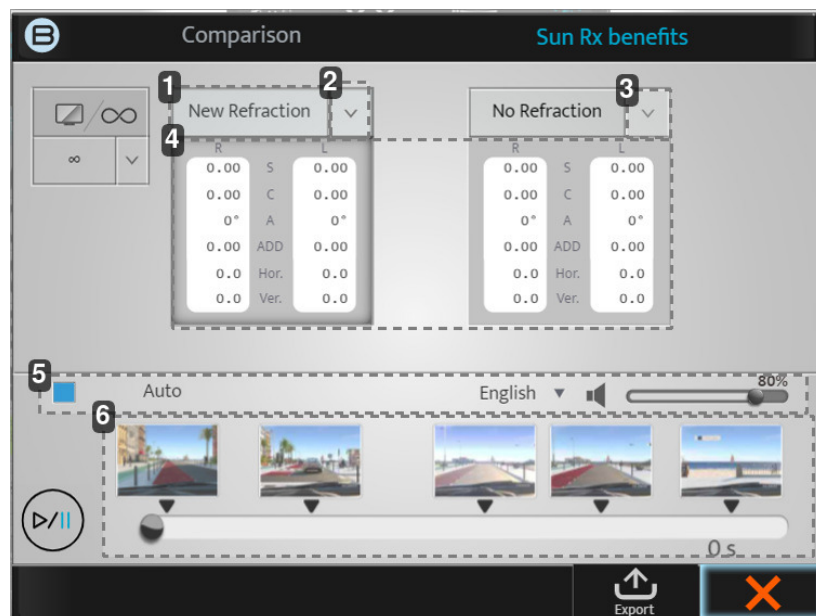 B Comparison Sun Rx benefits
1 2 3
New Refraction No Refraction
∞
∞
4
R L R L
0.00 S 0.00 0.00 S 0.00
0.00 C 0.00 0.00 C 0.00
0° A 0° 0° A 0°
0.00 ADD 0.00 0.00 ADD 0.00
0.0 Hor. 0.0 0.0 Hor. 0.0
0.0 Ver. 0.0 0.0 Ver. 0.0
5
Auto English 80%
6
0 s
Export